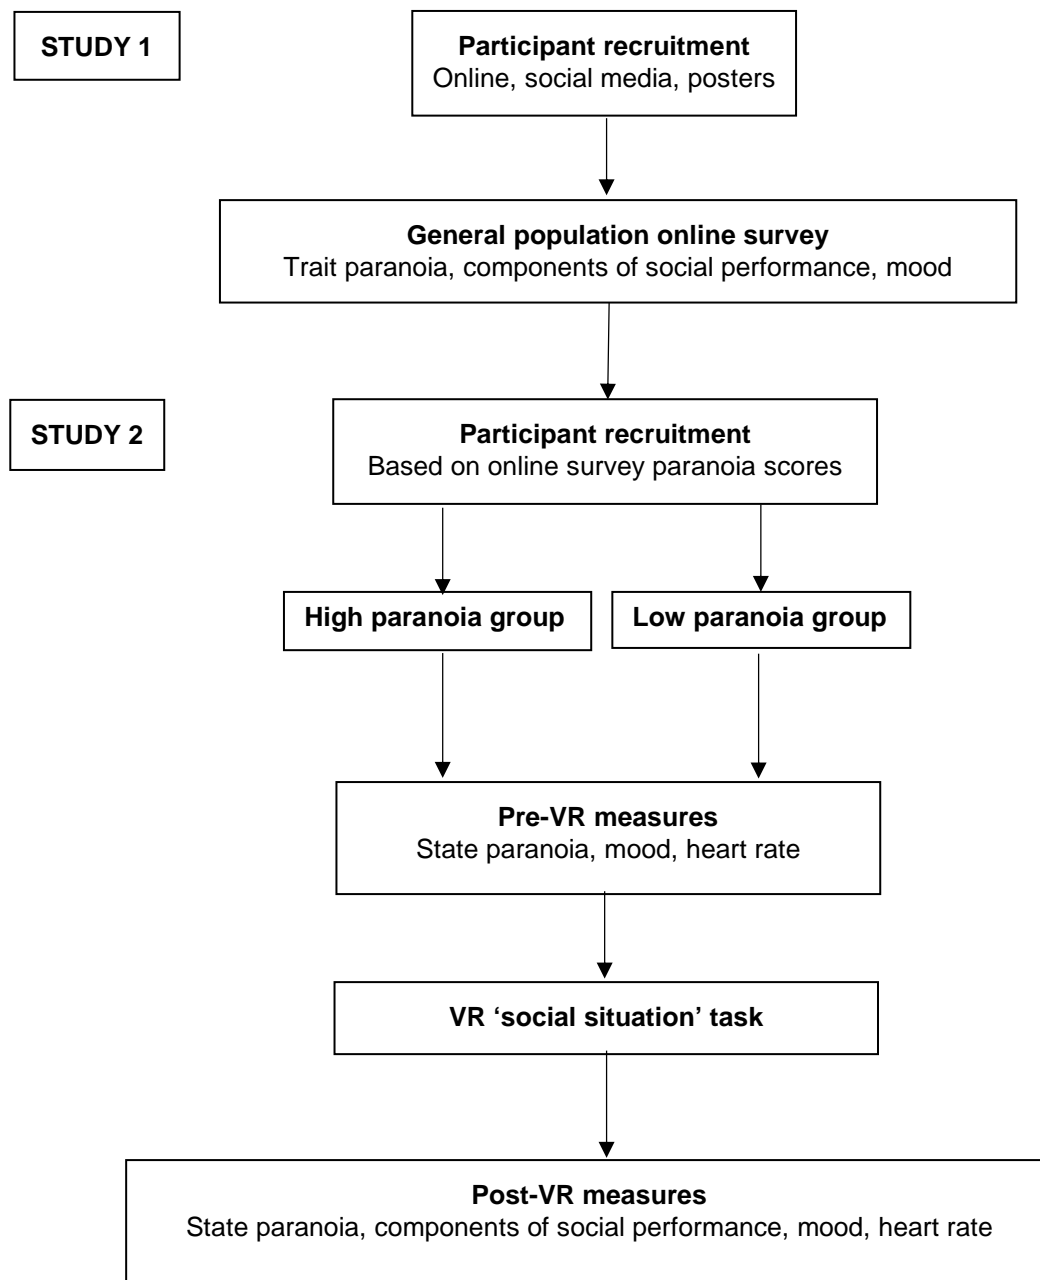 STUDY 1
Participant recruitment
Online, social media, posters
General population online survey
Trait paranoia, components of social performance, mood
STUDY 2
Participant recruitment
Based on online survey paranoia scores
High paranoia group
Low paranoia group
Pre-VR measures
State paranoia, mood, heart rate
VR ‘social situation’ task
Post-VR measures
State paranoia, components of social performance, mood, heart rate